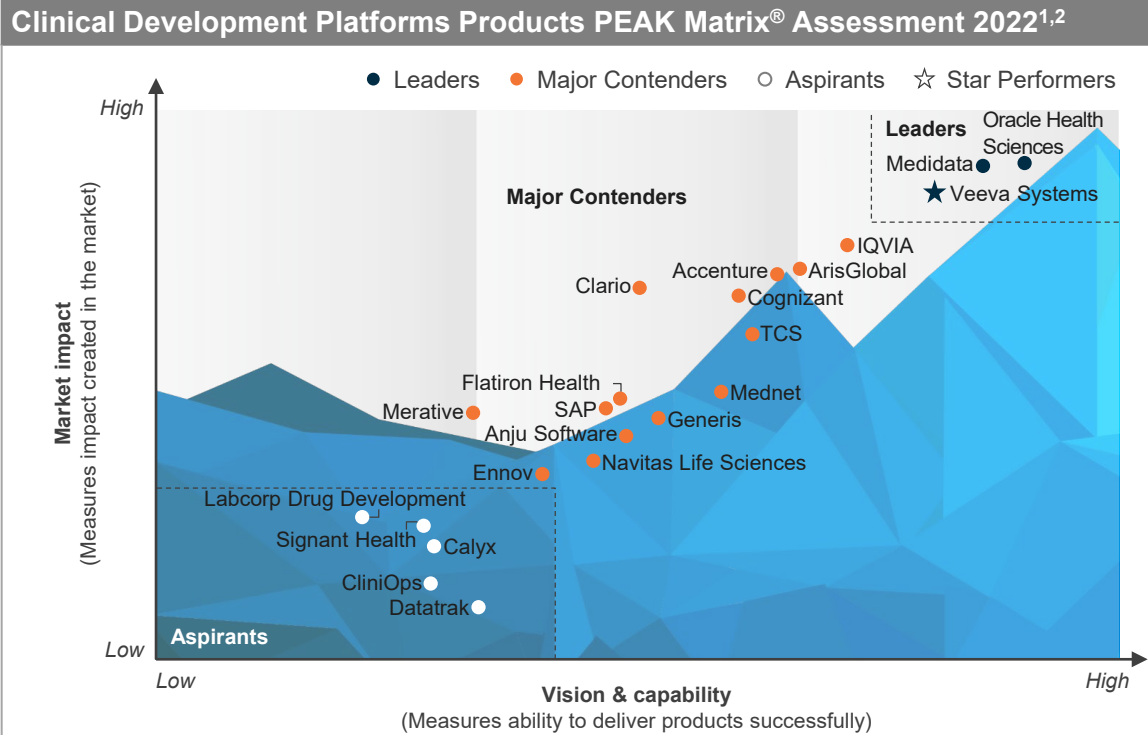 Clinical Development Platforms Products PEAK Matrix® Assessment 2022¹,²
Leaders
Major Contenders
Aspirants
Star Performers
High
Market impact
(Measures impact created in the market)
Leaders
Oracle Health
Sciences
Medidata
Veeva Systems
Major Contenders
IQVIA
Accenture
ArisGlobal
Clario
Cognizant
TCS
Flatiron Health
Mednet
SAP
Merative
Generis
Anju Software
Navitas Life Sciences
Ennov
Labcorp Drug Development
Signant Health
Calyx
CliniOps
Datatrak
Aspirants
Low
Low
High
Vision & capability
(Measures ability to deliver products successfully)